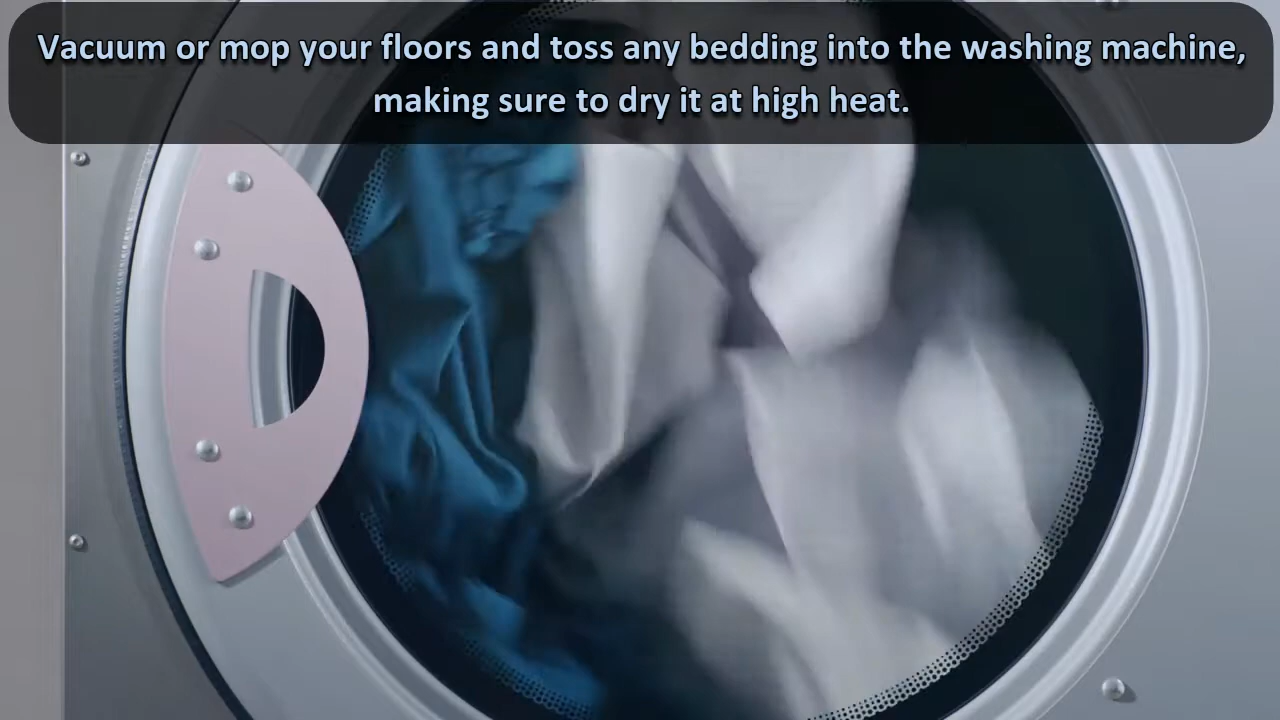 Vacuum or mop your floors and toss any bedding into the washing machine,
making sure to dry it at high heat.